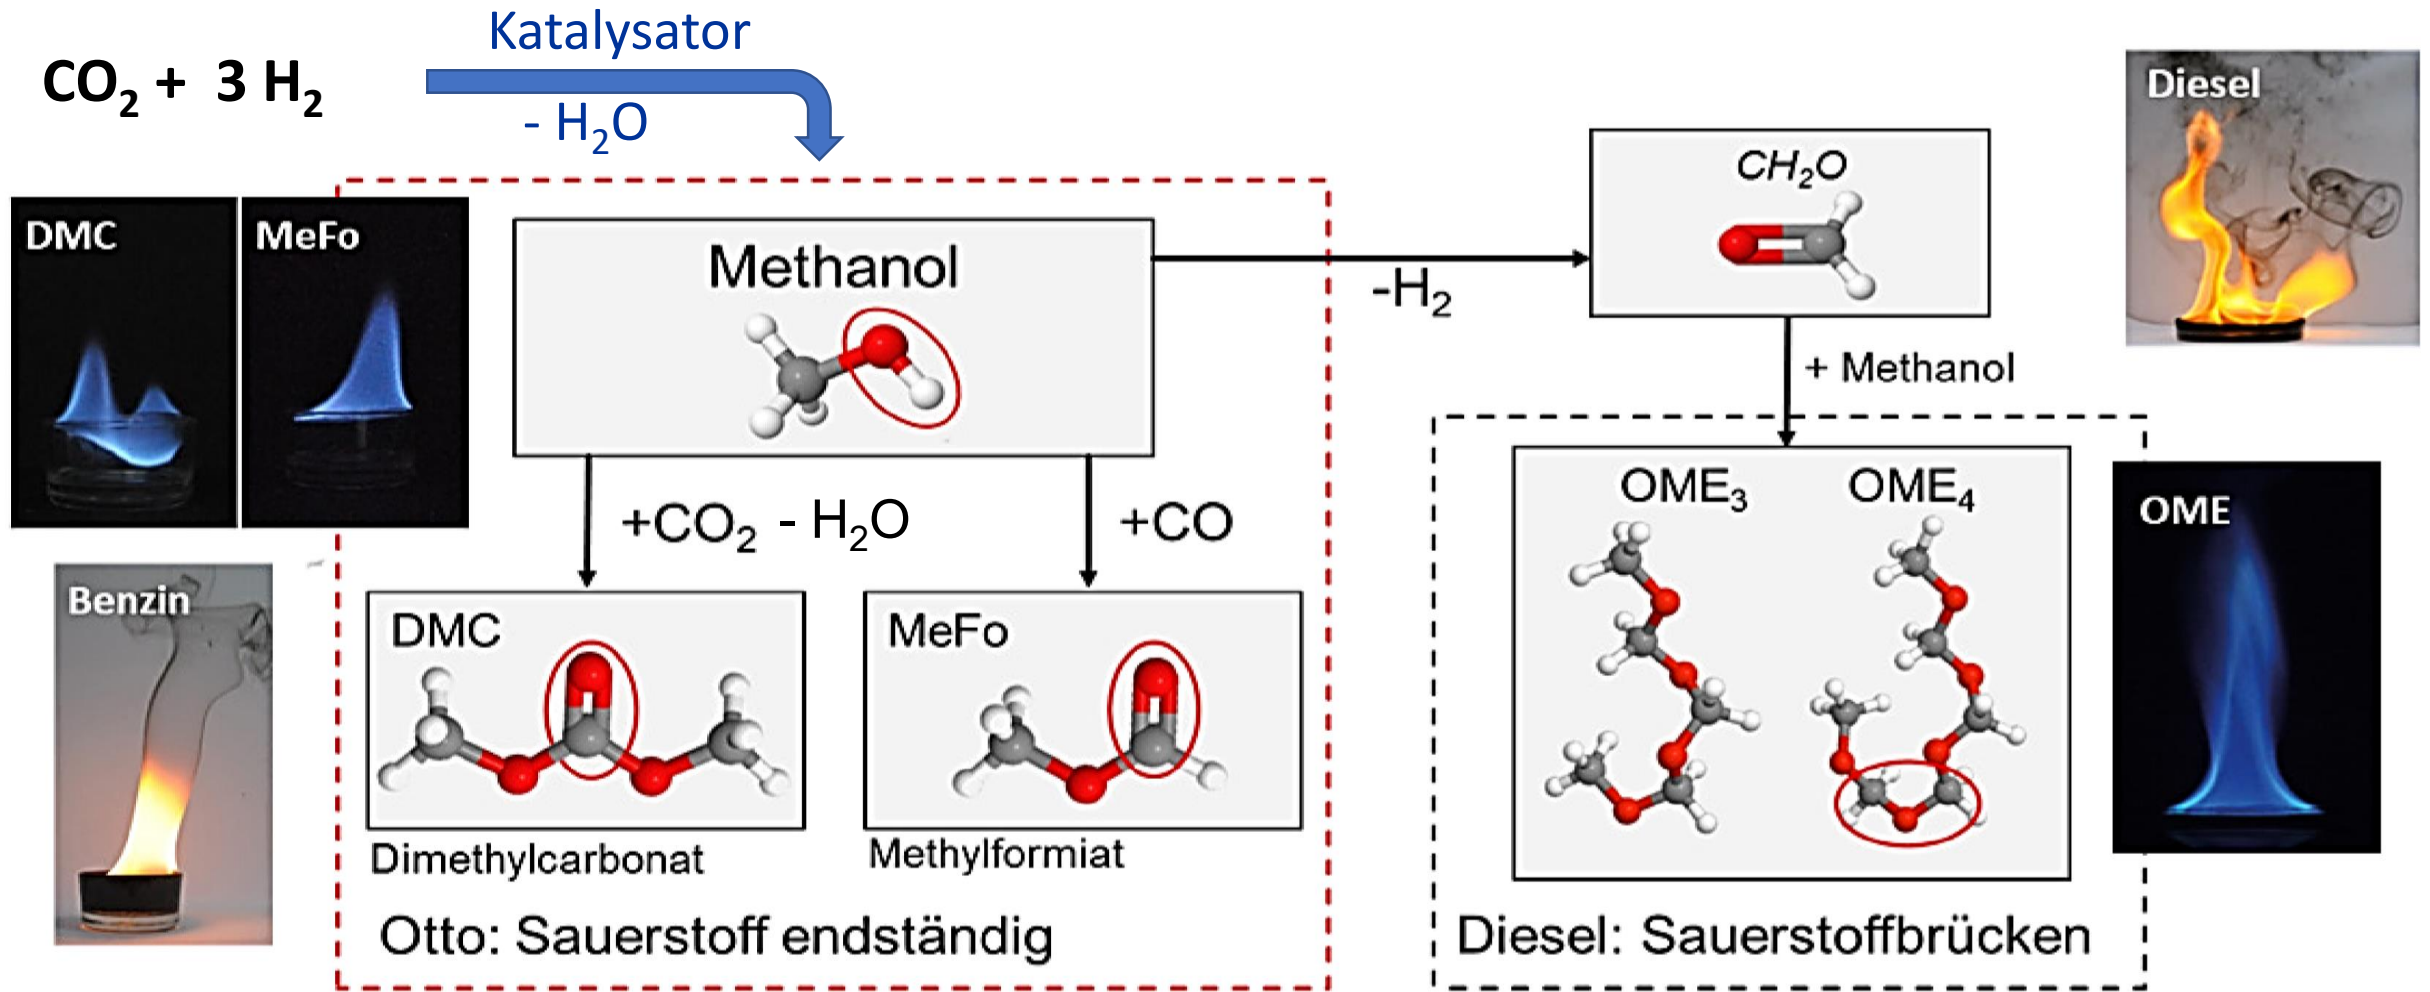 Katalysator
CO₂ + 3 H₂
- H₂O
Diesel
CH₂O
DMC
MeFo
Methanol
-H₂
+ Methanol
OME₃
OME₄
OME
+CO₂ - H₂O
+CO
Benzin
DMC
MeFo
Dimethylcarbonat
Methylformiat
Otto: Sauerstoff endständig
Diesel: Sauerstoffbrücken